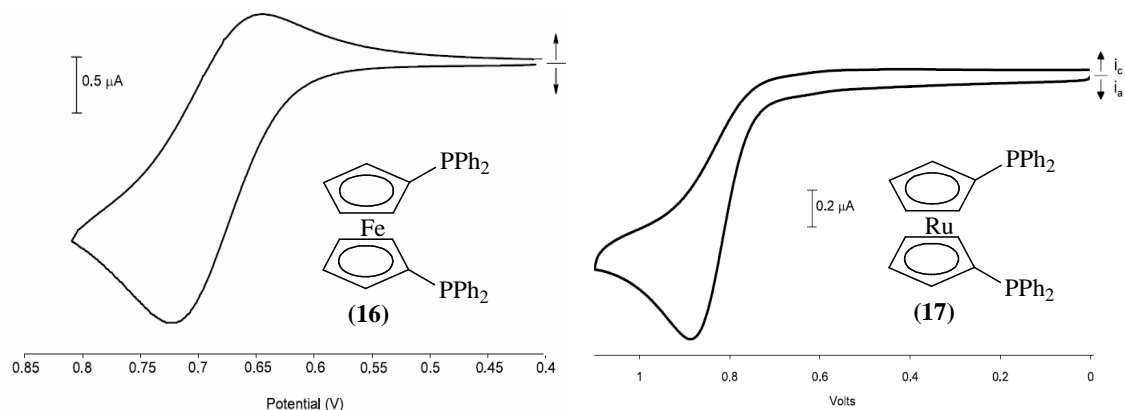 0.5 µA
PPh2
Fe
PPh2
(16)
0.85 0.8 0.75 0.7 0.65 0.6 0,55 0.5 0.45 0.4
Potential (V)
ic
ia
PPh2
0.2 µA
Ru
PPh2
(17)
1 0.8 0.6 0.4 0.2 0
Volts